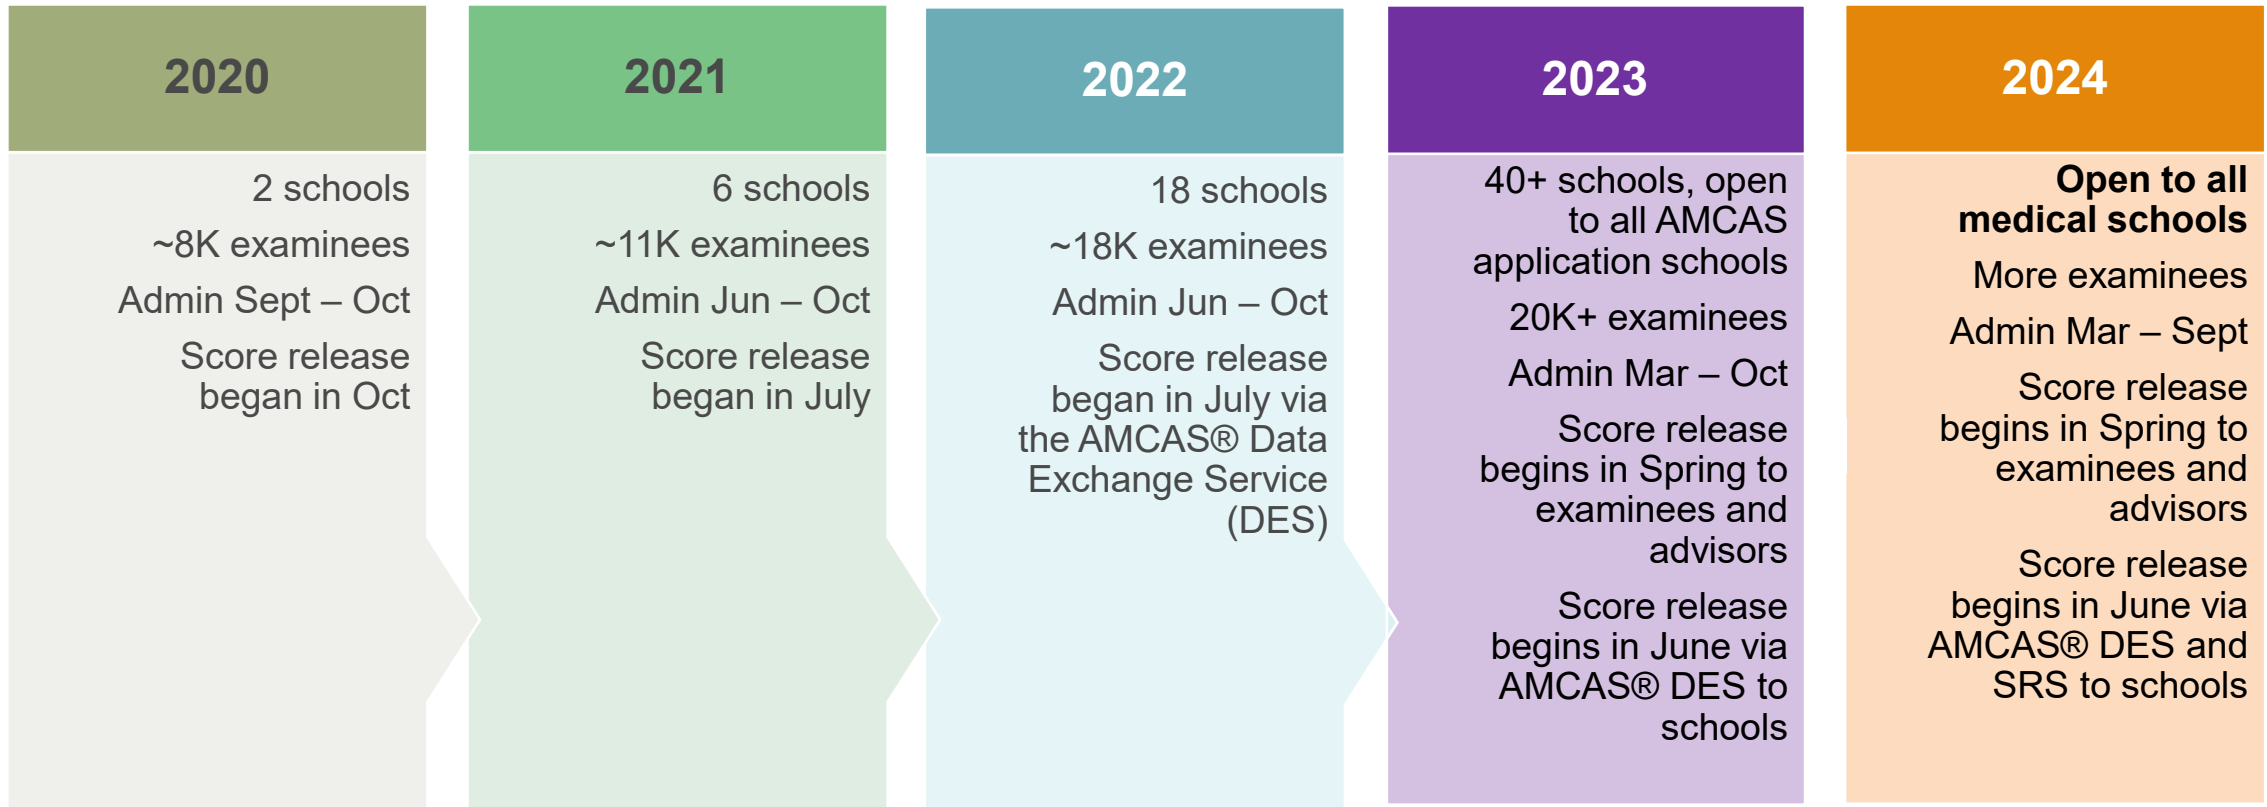 2020
2 schools
~8K examinees
Admin Sept – Oct
Score release
began in Oct
2021
6 schools
~11K examinees
Admin Jun – Oct
Score release
began in July
2022
18 schools
~18K examinees
Admin Jun – Oct
Score release
began in July via
the AMCAS® Data
Exchange Service
(DES)
2023
40+ schools, open
to all AMCAS
application schools
20K+ examinees
Admin Mar – Oct
Score release
begins in Spring to
examinees and
advisors
Score release
begins in June via
AMCAS® DES to
schools
2024
Open to all
medical schools
More examinees
Admin Mar – Sept
Score release
begins in Spring to
examinees and
advisors
Score release
begins in June via
AMCAS® DES and
SRS to schools